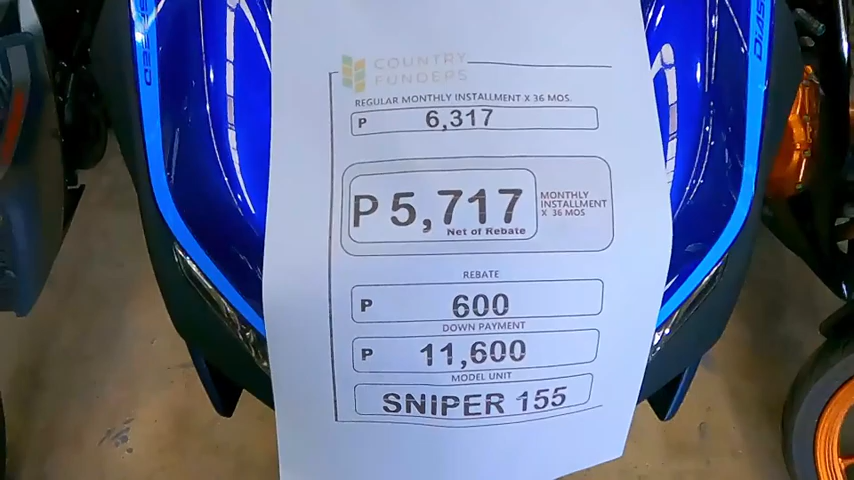 COUNTRY
FUNDERS
REGULAR MONTHLY INSTALLMENT X 36 MOS.
P 6,317
P 5,717
Net of Rebate
MONTHLY
INSTALLMENT
X 36 MOS
REBATE
P 600
DOWN PAYMENT
P 11,600
MODEL UNIT
SNIPER 155